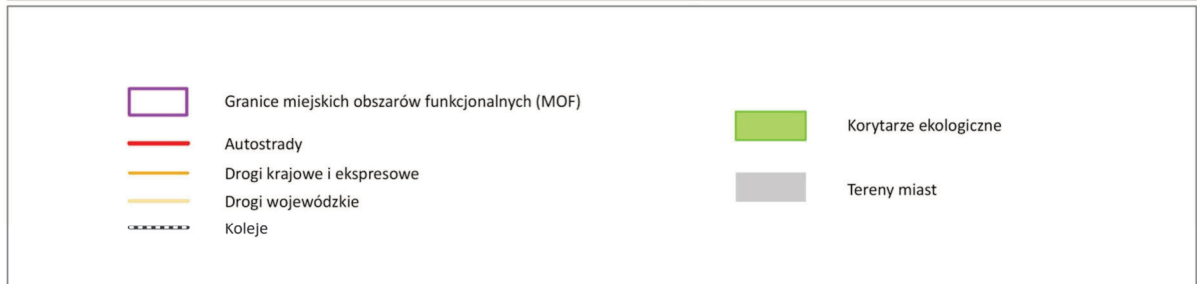 Granice miejskich obszarów funkcjonalnych (MOF)
Autostrady
Drogi krajowe i ekspresowe
Drogi wojewódzkie
Koleje
Korytarze ekologiczne
Tereny miast